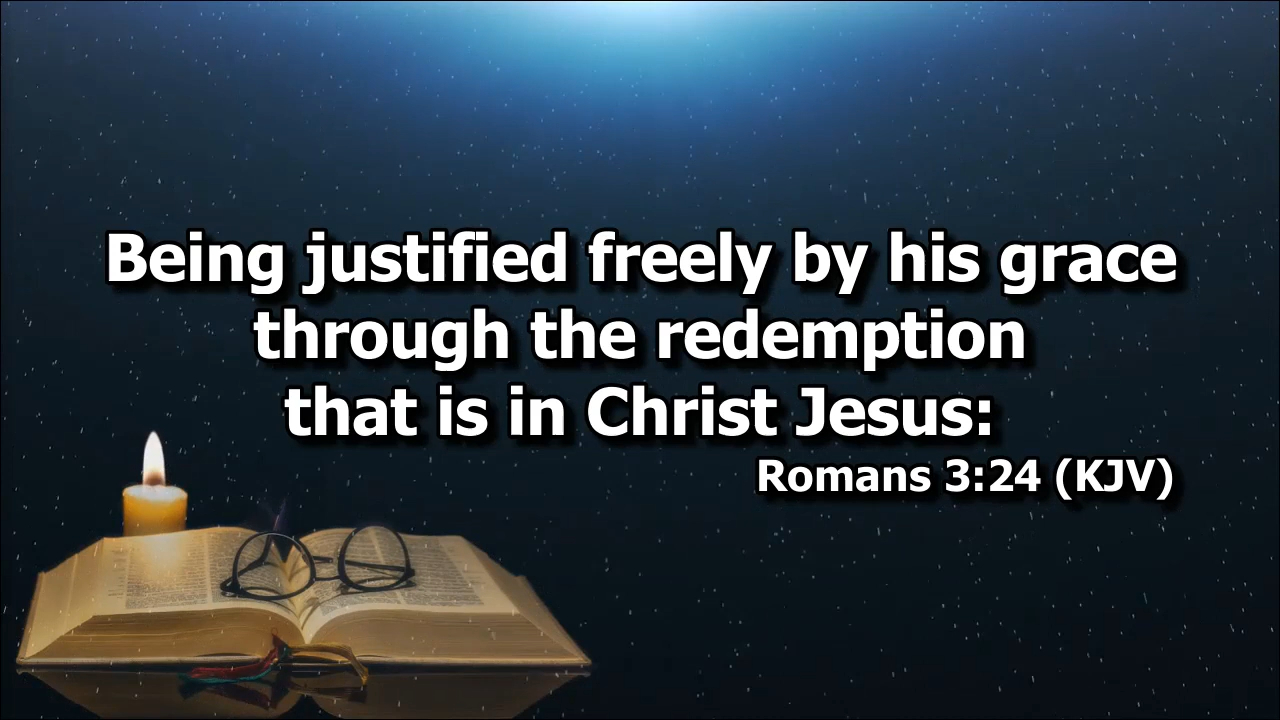 Being justified freely by his grace
through the redemption
that is in Christ Jesus:
Romans 3:24 (KJV)